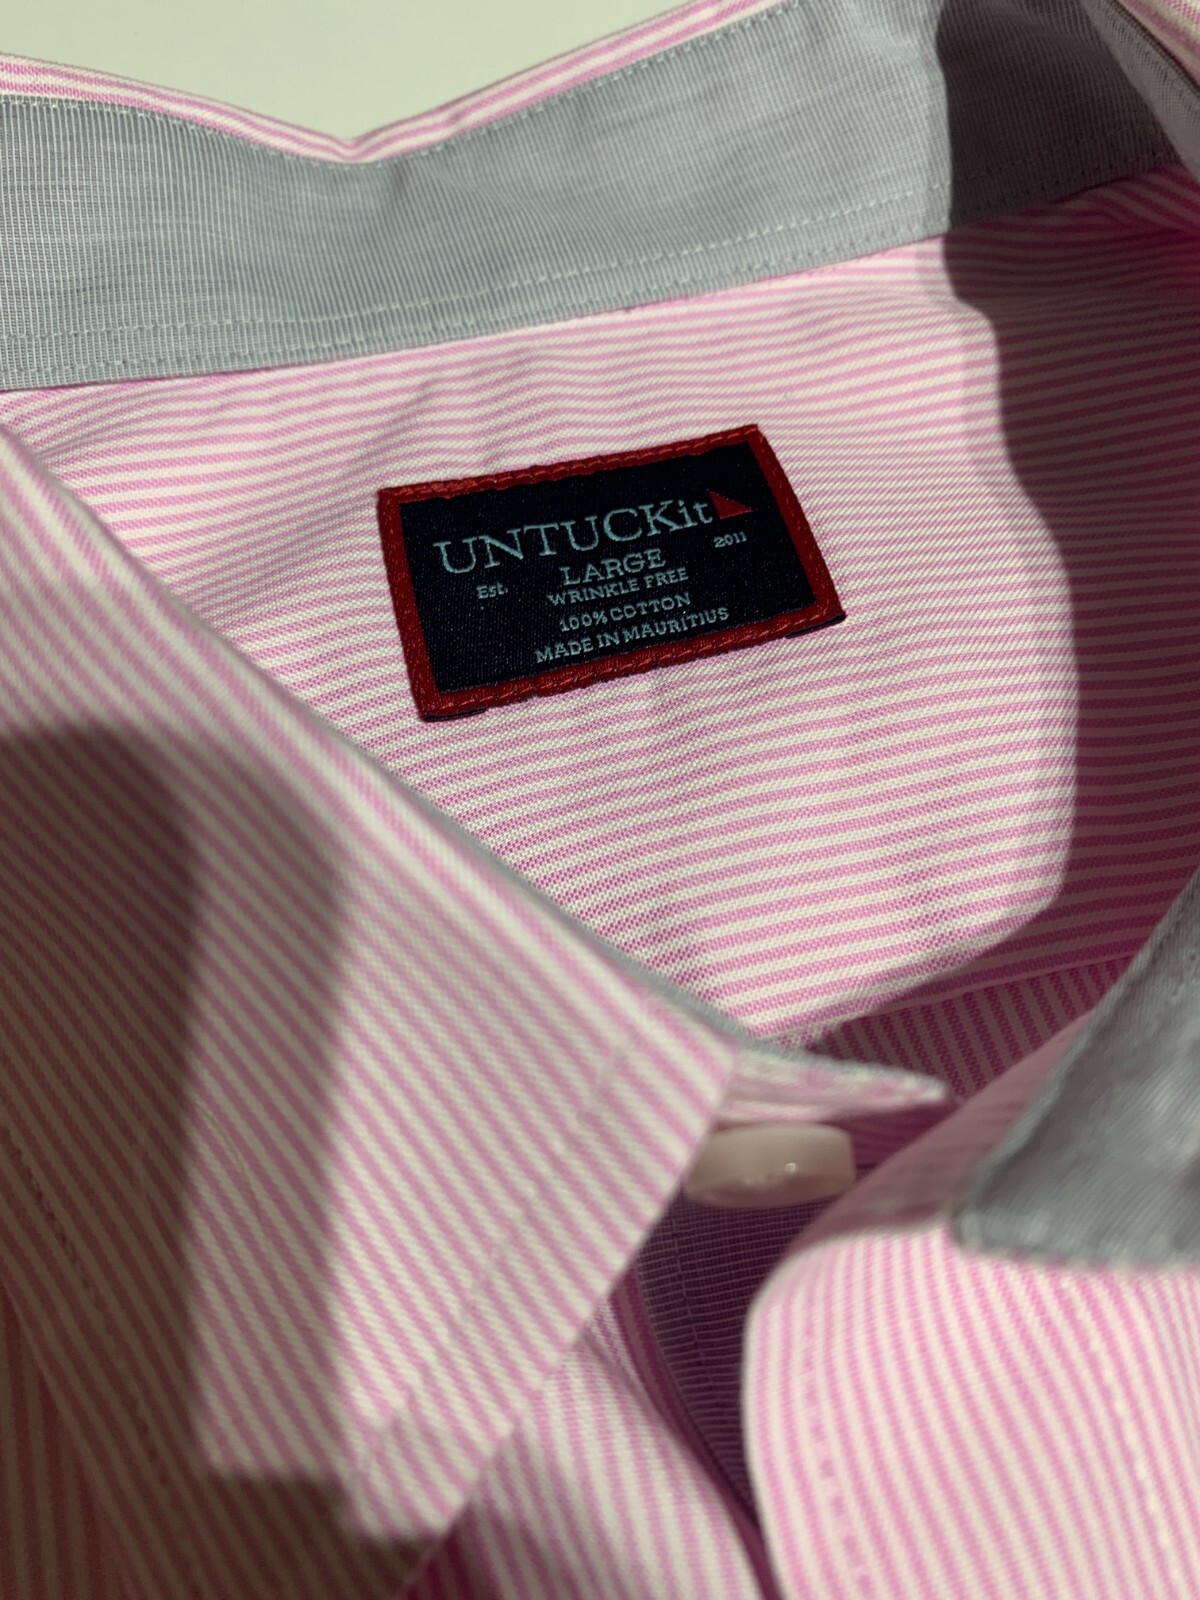 UNTUCKit
Est. LARGE 2011
WRINKLE FREE
100% COTTON
MADE IN MAURITIUS